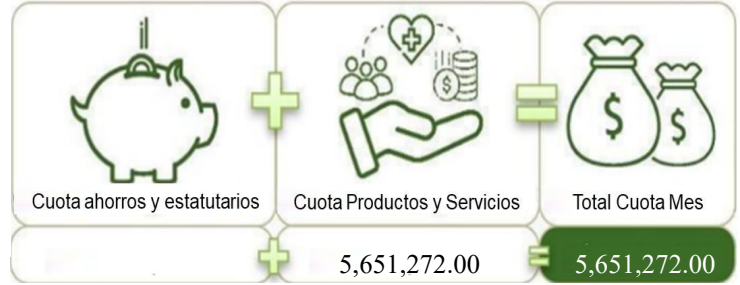 Cuota ahorros y estatutarios
Cuota Productos y Servicios
Total Cuota Mes
+
5,651,272.00
=
5,651,272.00